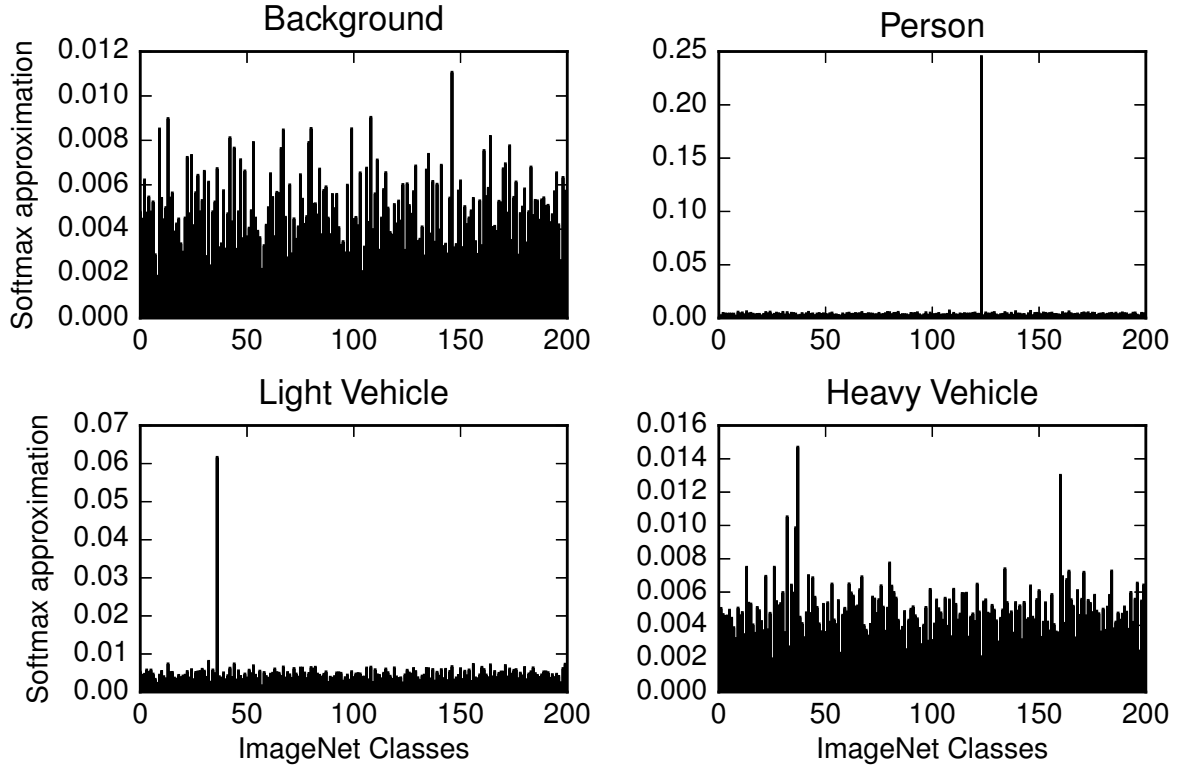 Background
Person
Softmax approximation
0.012
0.010
0.008
0.006
0.004
0.002
0.000
0 50 100 150 200
0.25
0.20
0.15
0.10
0.05
0.00
0 50 100 150 200
Light Vehicle
Heavy Vehicle
Softmax approximation
0.07
0.06
0.05
0.04
0.03
0.02
0.01
0.00
0 50 100 150 200
ImageNet Classes
0.016
0.014
0.012
0.010
0.008
0.006
0.004
0.002
0.000
0 50 100 150 200
ImageNet Classes